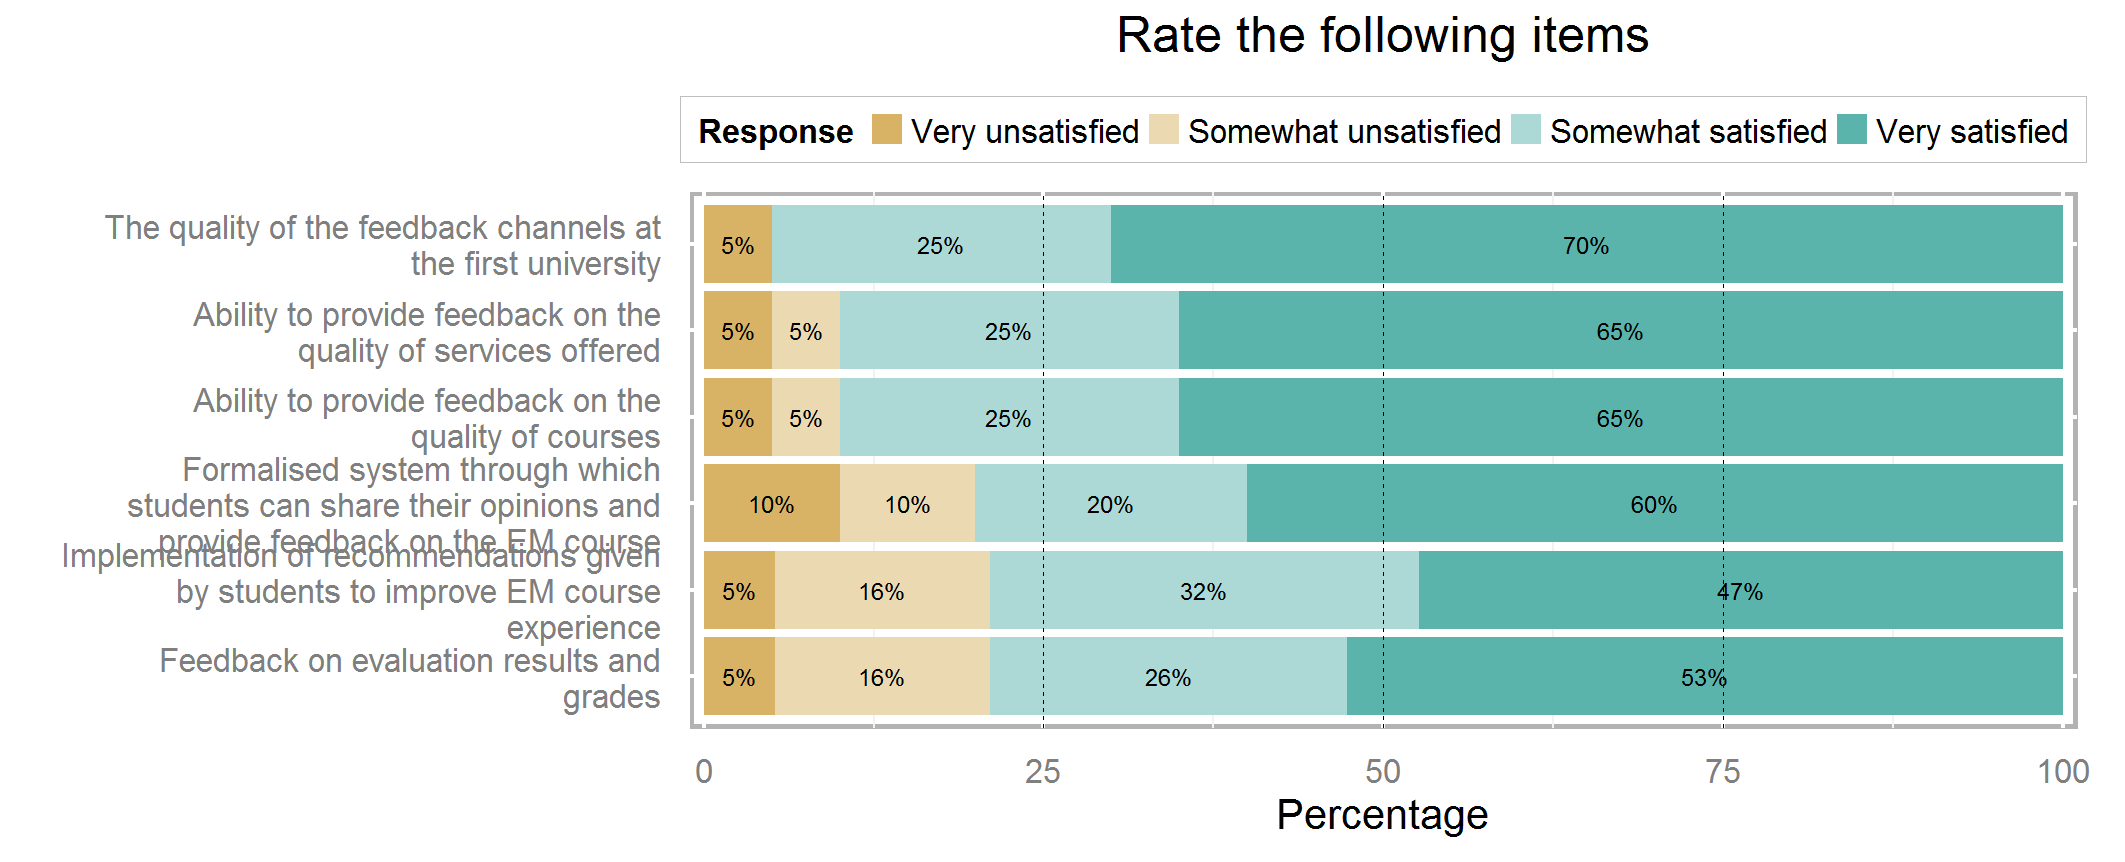 Rate the following items
Response Very unsatisfied Somewhat unsatisfied Somewhat satisfied Very satisfied
The quality of the feedback channels at
the first university
5% 25% 70%
Ability to provide feedback on the
quality of services offered
5% 5% 25% 65%
Ability to provide feedback on the
quality of courses
5% 5% 25% 65%
Formalised system through which
students can share their opinions and
provide feedback on the EM course
10% 10% 20% 60%
Implementation of recommendations given
by students to improve EM course
experience
5% 16% 32% 47%
Feedback on evaluation results and
grades
5% 16% 26% 53%
0 25 50 75 100
Percentage